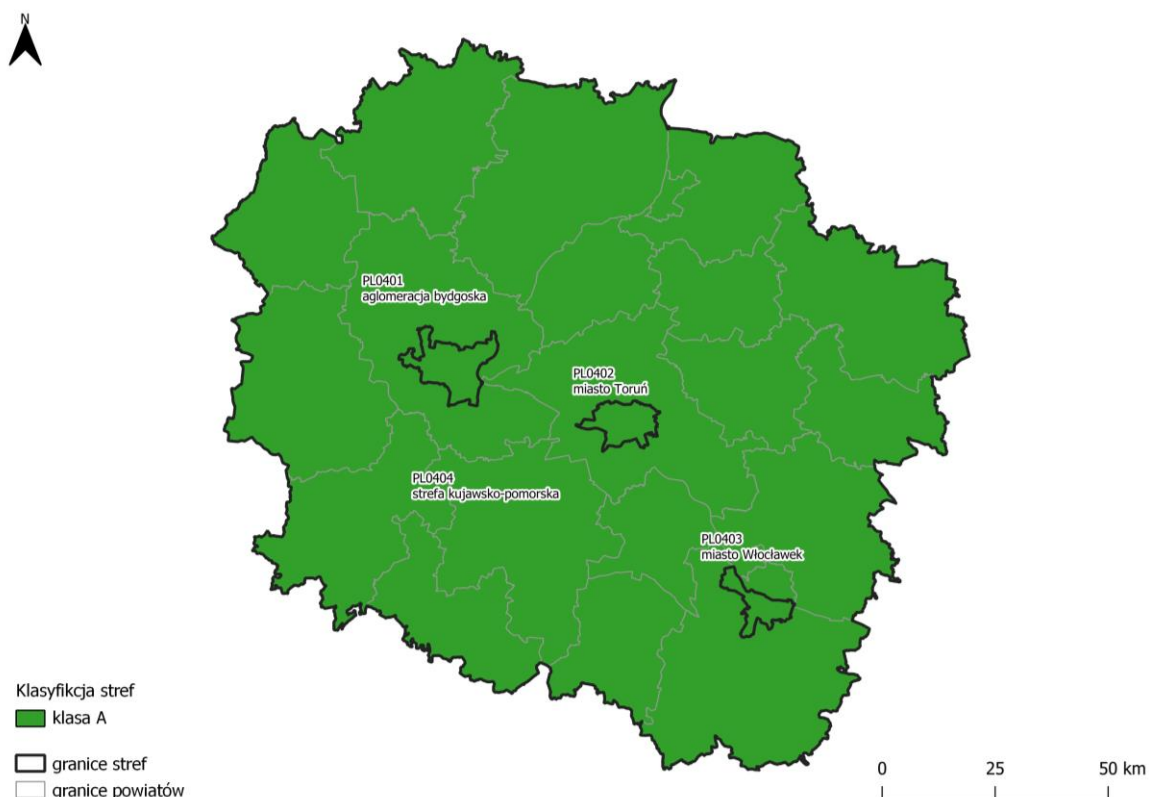 N
PL0401
aglomeracja bydgoska
PL0402
miasto Toruń
PL0404
strefa kujawsko-pomorska
PL0403
miasto Włocławek
Klasyfikcja stref
klasa A
granice stref
granice powiatów
0 25 50 km